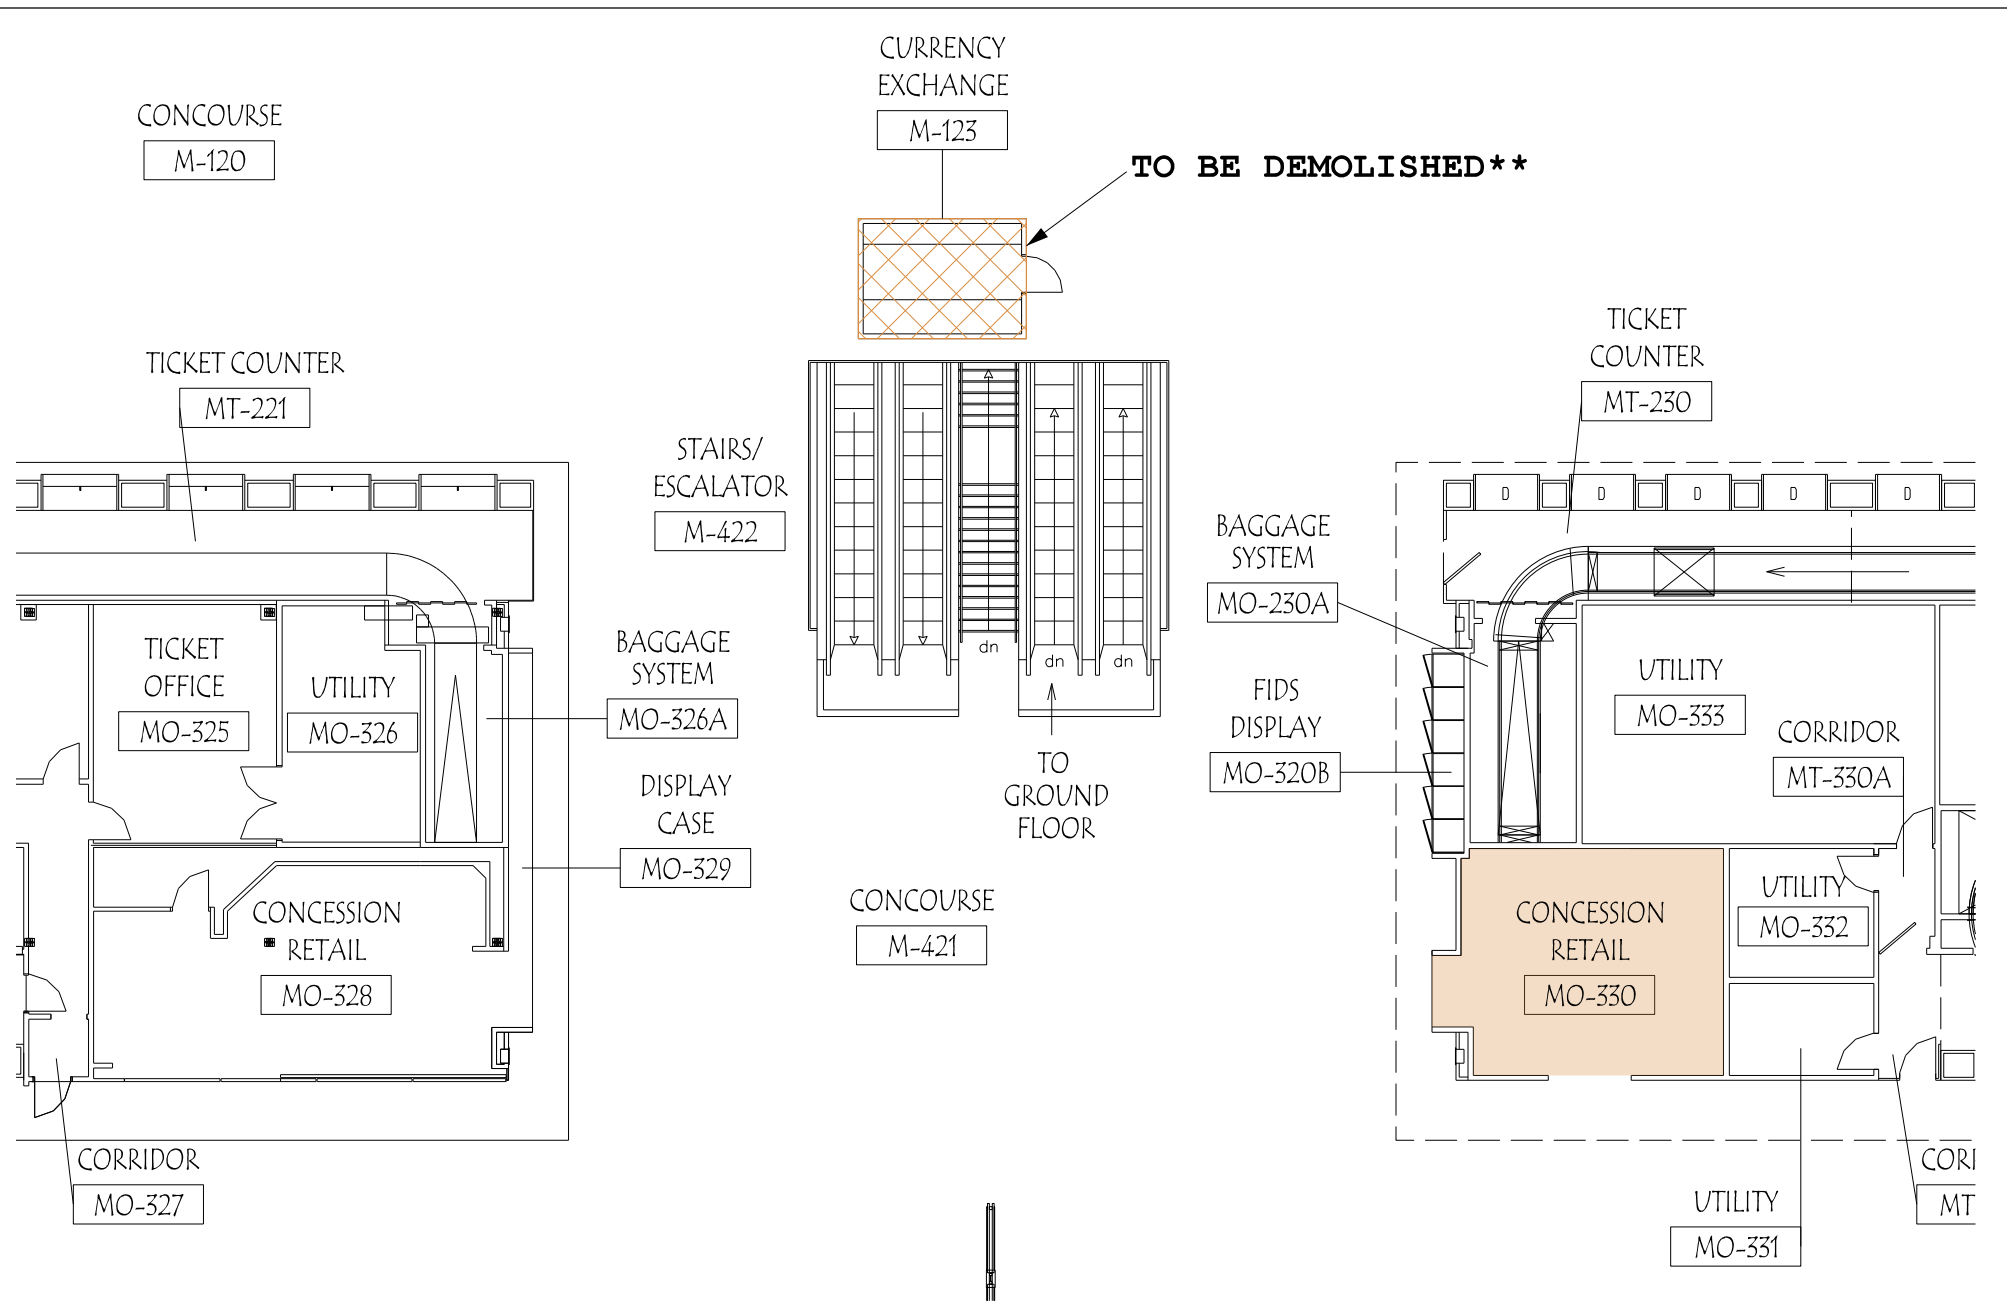 CURRENCY
EXCHANGE
M-123
CONCOURSE
M-120
TO BE DEMOLISHED**
TICKET COUNTER
MT-221
TICKET
COUNTER
MT-230
STAIRS/
ESCALATOR
M-422
D
D
D
D
D
BAGGAGE
SYSTEM
MO-230A
TICKET
OFFICE
MO-325
UTILITY
MO-326
BAGGAGE
SYSTEM
MO-326A
dn
dn
dn
UTILITY
MO-333
FIDS
DISPLAY
MO-320B
CORRIDOR
MT-330A
TO
GROUND
FLOOR
DISPLAY
CASE
MO-329
CONCESSION
RETAIL
MO-328
CONCOURSE
M-421
CONCESSION
RETAIL
MO-330
UTILITY
MO-332
CORRIDOR
MO-327
UTILITY
MO-331
MT